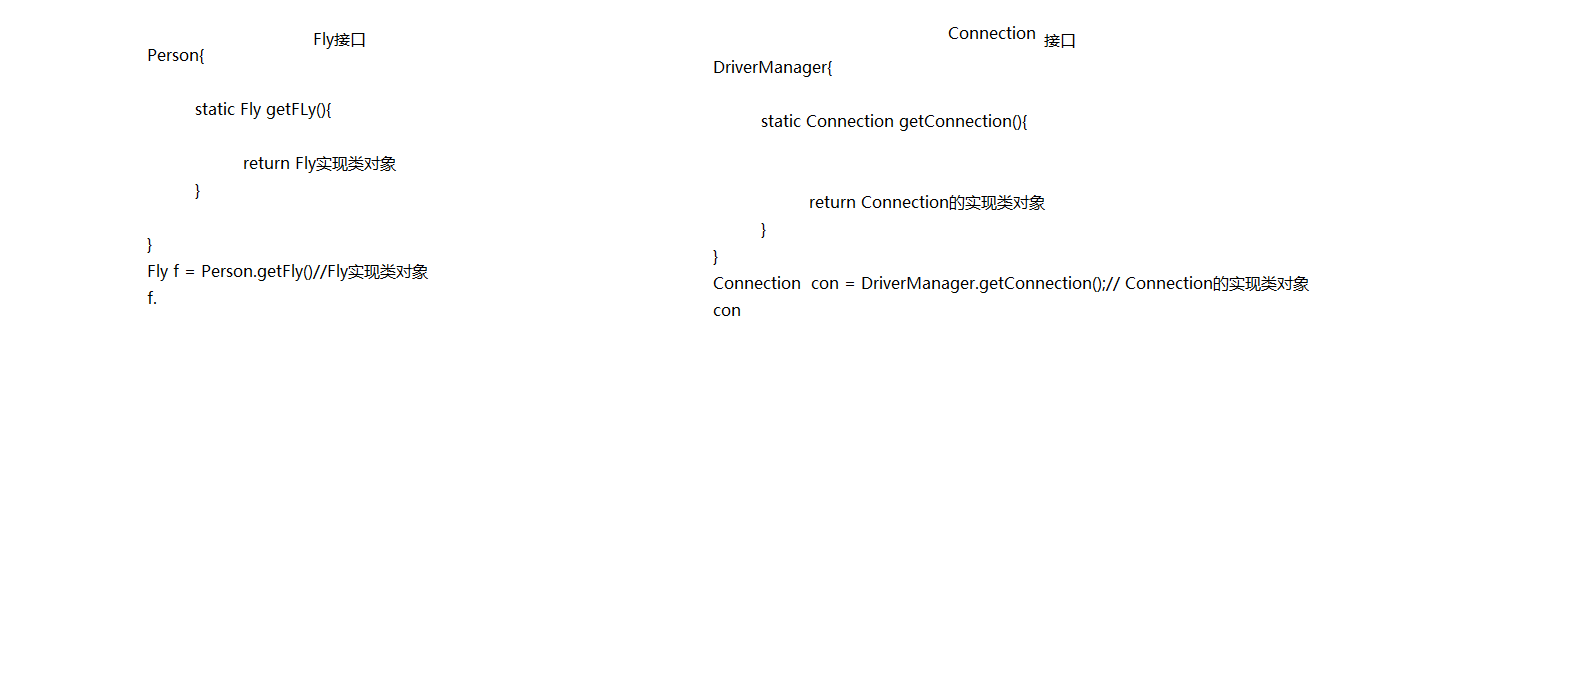 Fly接口
Person{
static Fly getFLy(){
return Fly实现类对象
}
}
Fly f = Person.getFly()//Fly实现类对象
f.
Connection 接口
DriverManager{
static Connection getConnection(){
return Connection的实现类对象
}
}
Connection  con = DriverManager.getConnection();// Connection的实现类对象
con